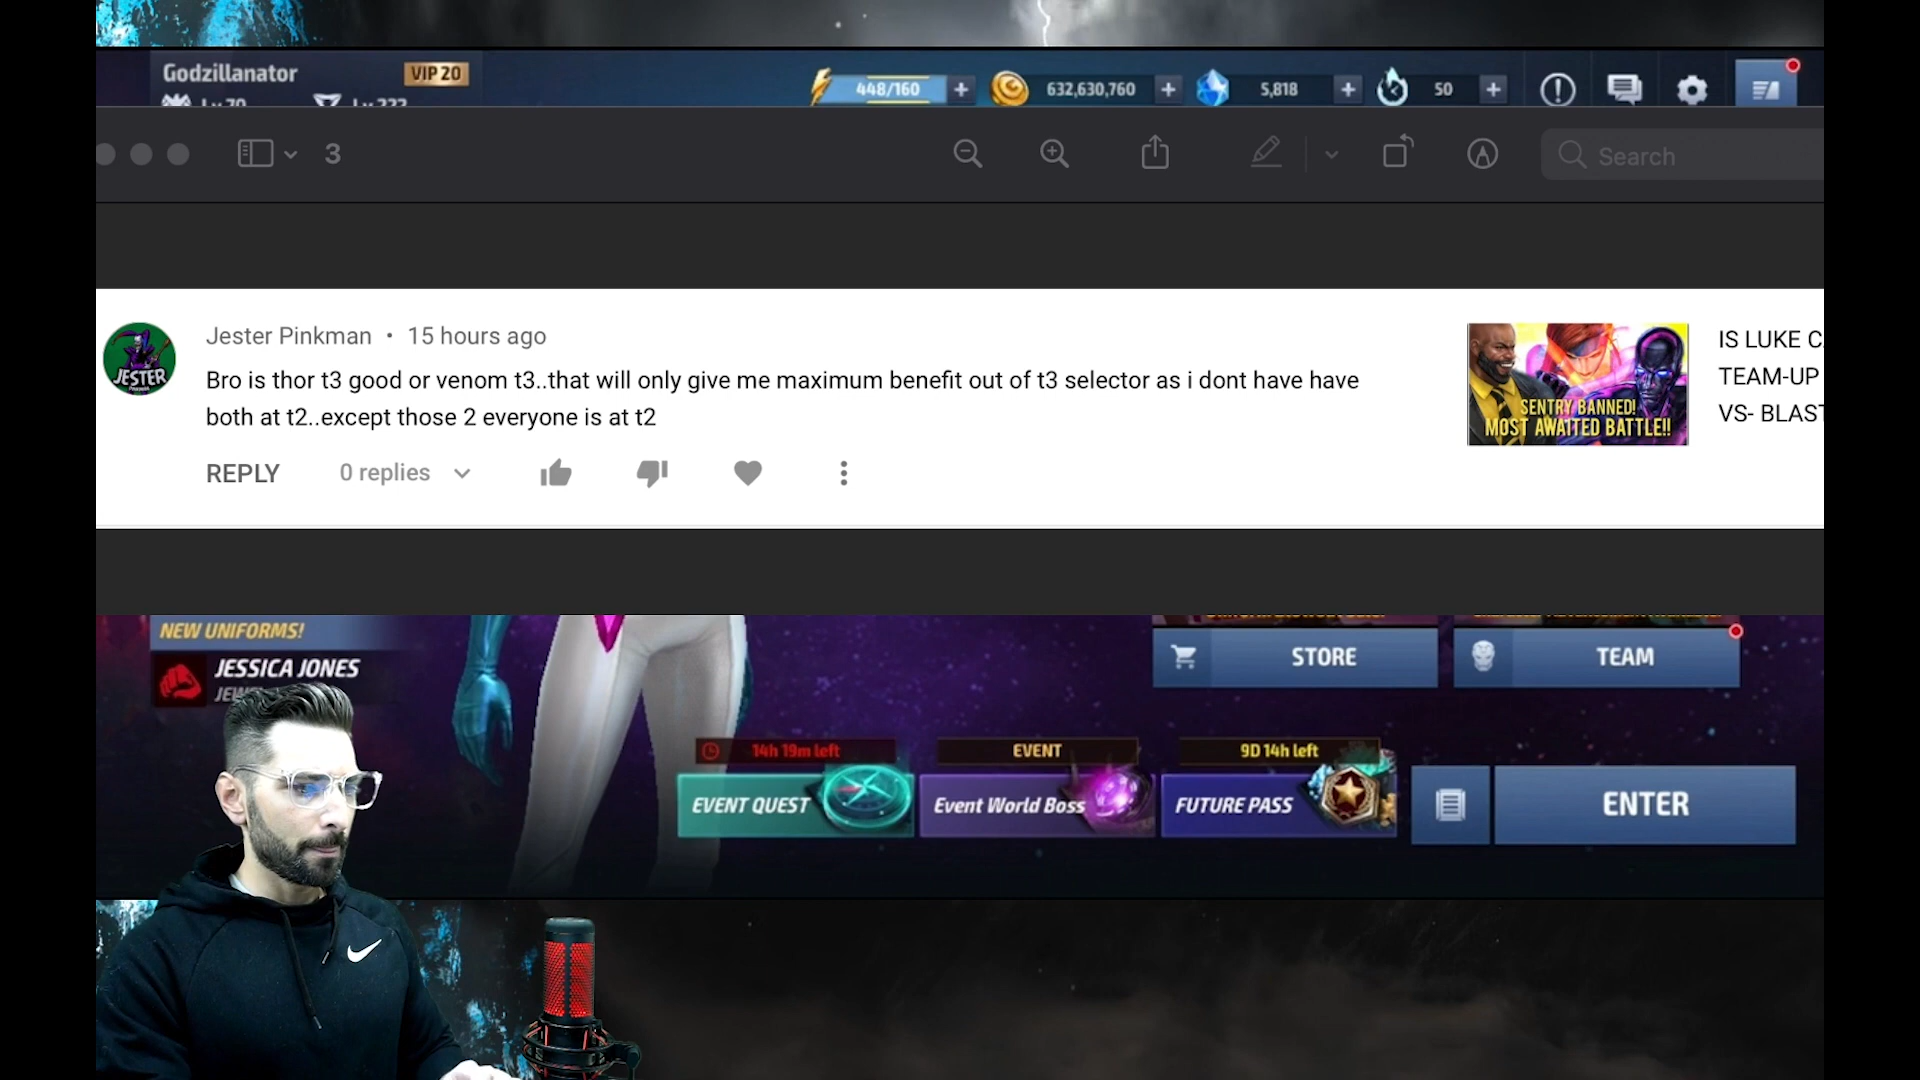 Godzillanator
VIP 20
448/160
632,630,760
5,818
50
3
Search
Jester Pinkman • 15 hours ago
JESTER
Bro is thor t3 good or venom t3..that will only give me maximum benefit out of t3 selector as i dont have have
both at t2..except those 2 everyone is at t2
REPLY
0 replies
SENTRY BANNED!
MOST AWAITED BATTLE!!
IS LUKE
TEAM-UP
VS- BLAST
NEW UNIFORMS!
JESSICA JONES
STORE
TEAM
14h 19m left
EVENT
9D 14h left
EVENT QUEST
Event World Boss
FUTURE PASS
ENTER